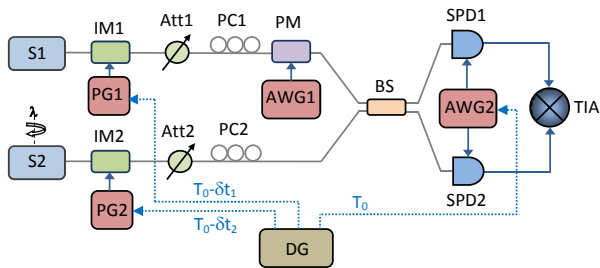 S1
IM1
Att1
PC1
PM
SPD1
PG1
AWG1
BS
AWG2
TIA
λ
S2
IM2
Att2
PC2
SPD2
PG2
T₀-δt₁
T₀-δt₂
T₀
DG